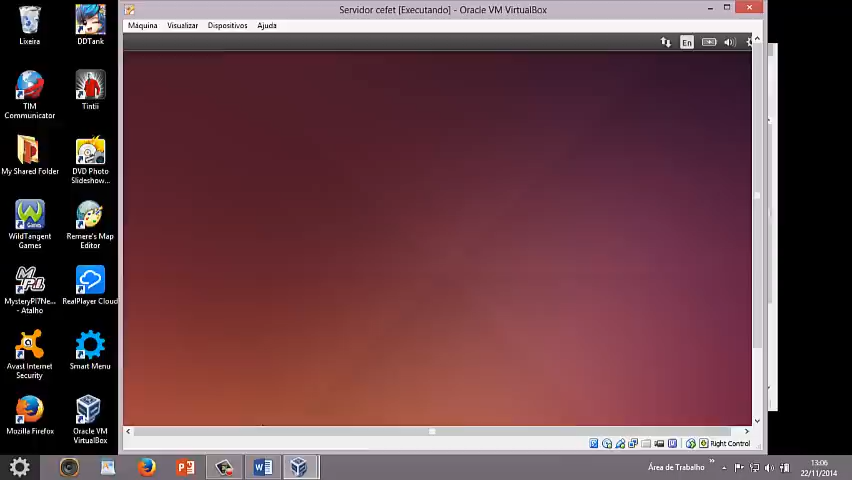 Servidor cefet [Executando] - Oracle VM VirtualBox
Máquina Visualizar Dispositivos Ajuda
En
Lixeira
DDTank
TIM
Communicator
Tintii
My Shared Folder
DVD Photo
Slideshow...
WildTangent
Games
Remere's Map
Editor
MysteryPI7Ne...
- Atalho
RealPlayer Cloud
Avast Internet
Security
Smart Menu
Mozilla Firefox
Oracle VM
VirtualBox
Right Control
Área de Trabalho
13:06
22/11/2014